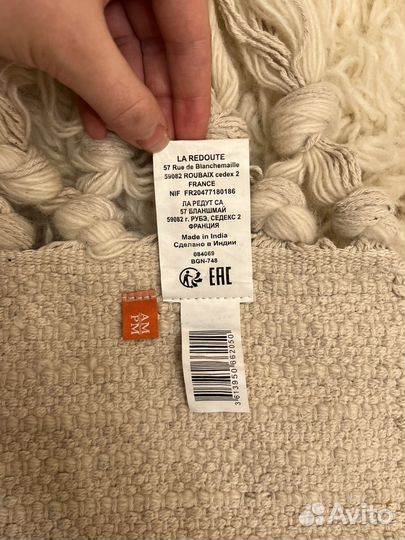 LA REDOUTE
57 Rue de Blanchemaille
59082 ROUBAIX cedex 2
FRANCE
NIF FR20477180186
ЛА РЕДУТ СА
57 БЛАНШМАЙ
59082 г. РУБЭ, СЕДЕКС 2
ФРАНЦИЯ
Made in India
Сделано в Индии
084069
BGN-748
EAC
AM
PM
3613950662050
Avito